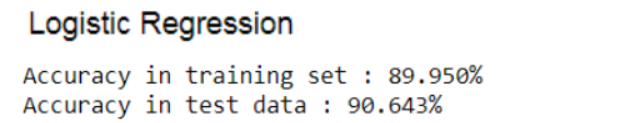 Logistic Regression
Accuracy in training set : 89.950%
Accuracy in test data : 90.643%